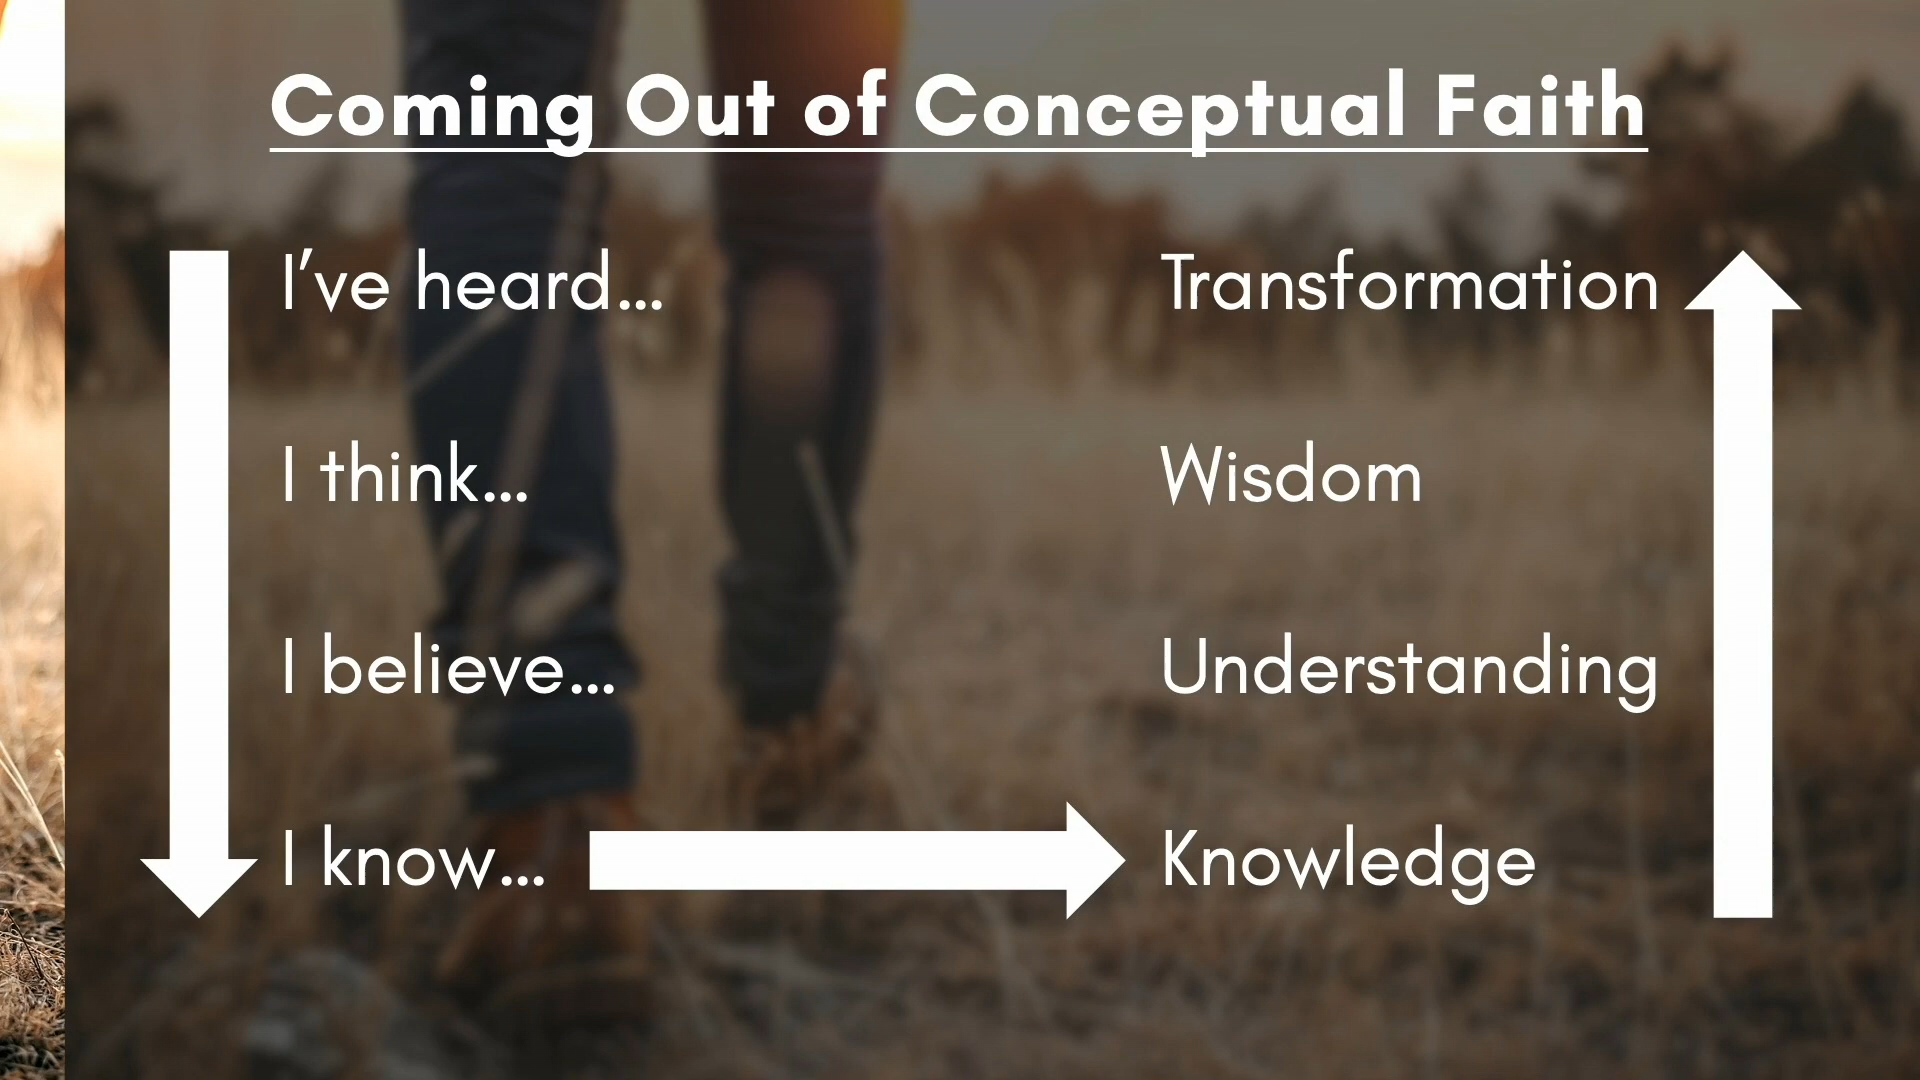 Coming Out of Conceptual Faith
I've heard...
I think...
I believe...
I know...
Transformation
Wisdom
Understanding
Knowledge